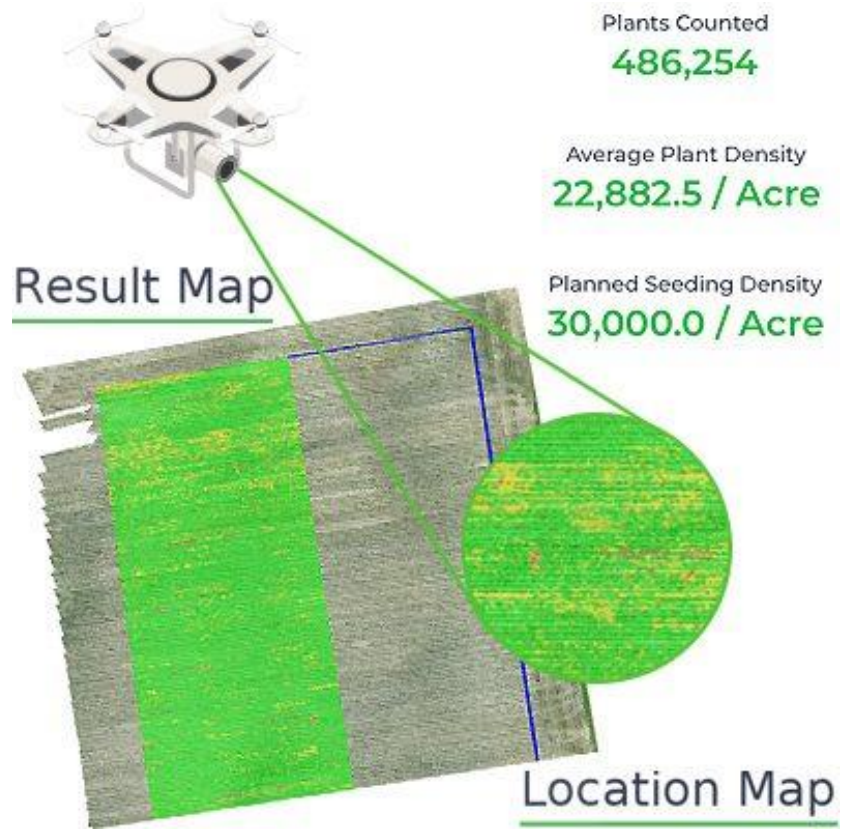 Plants Counted
486,254
Average Plant Density
22,882.5 / Acre
Result Map
Planned Seeding Density
30,000.0 / Acre
Location Map